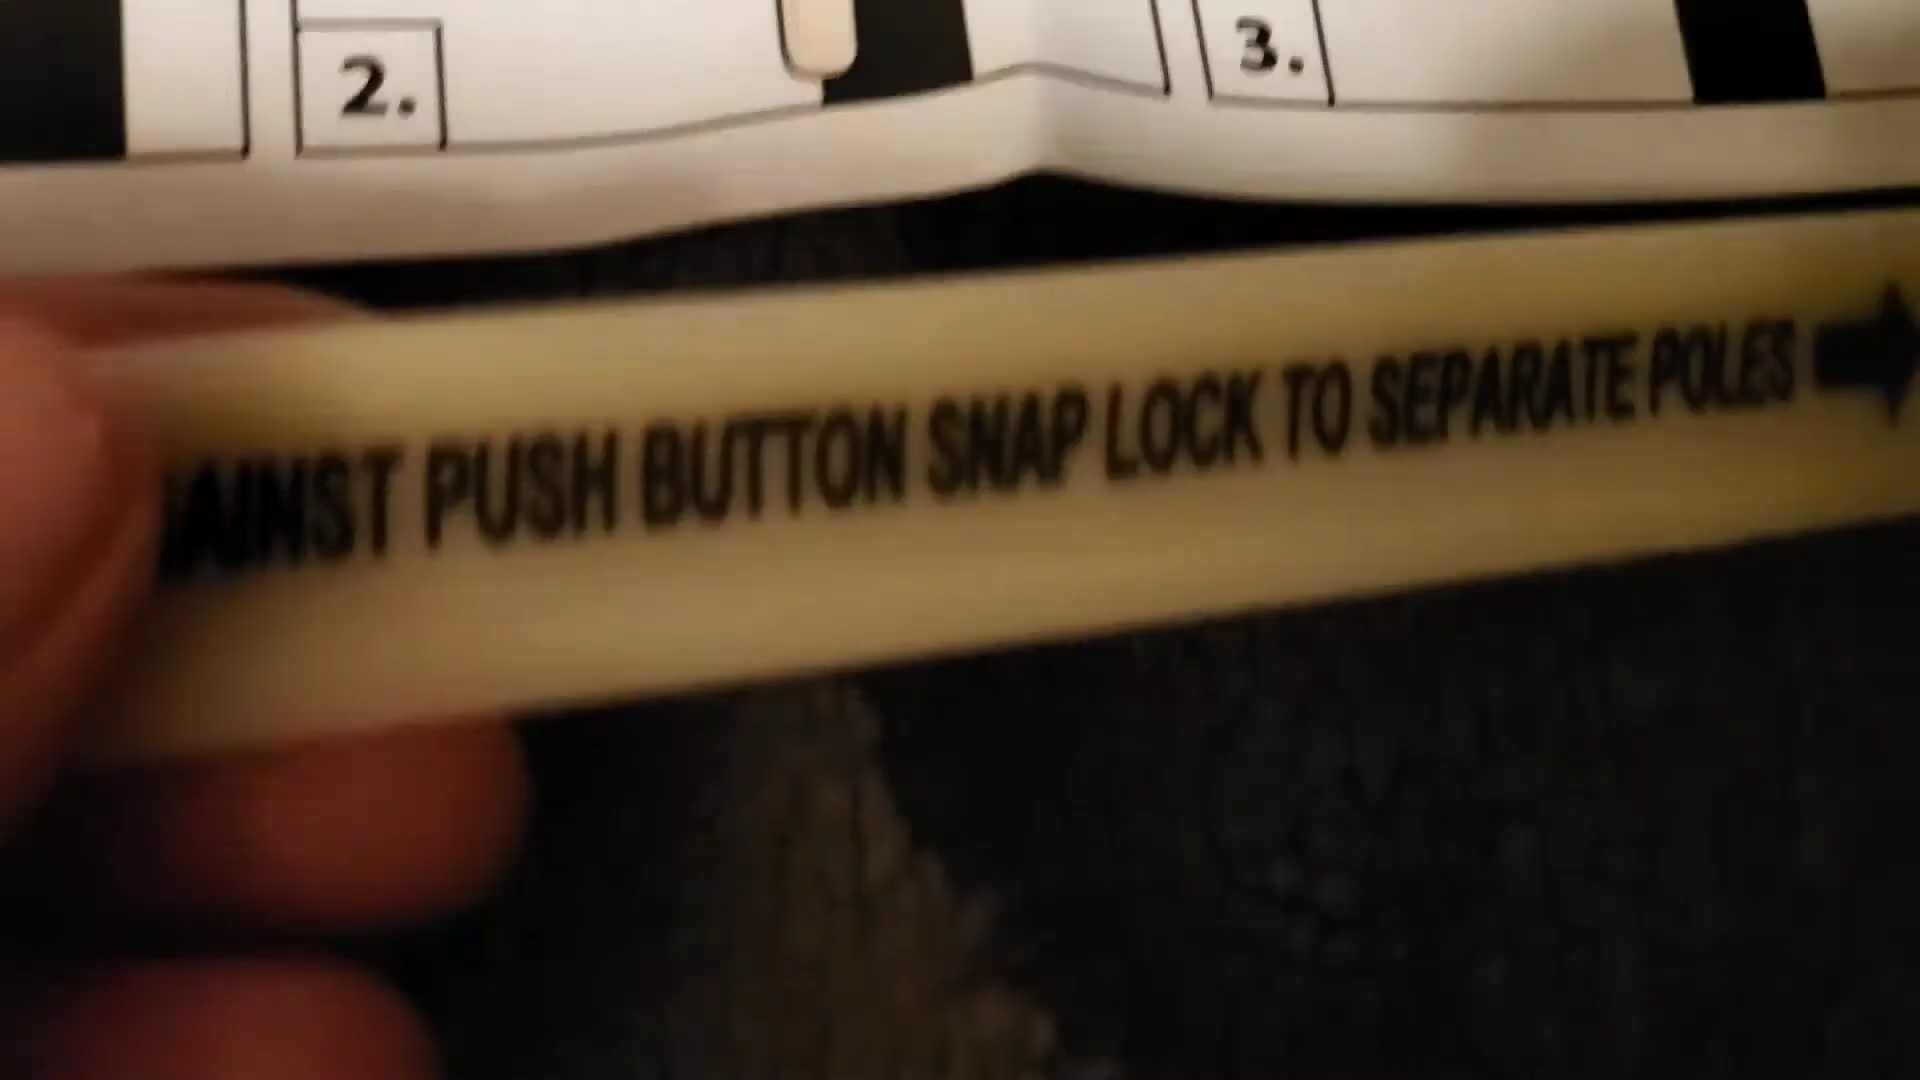 2.
3.
PUSH BUTTON SNAP LOCK TO SEPARATE POLES